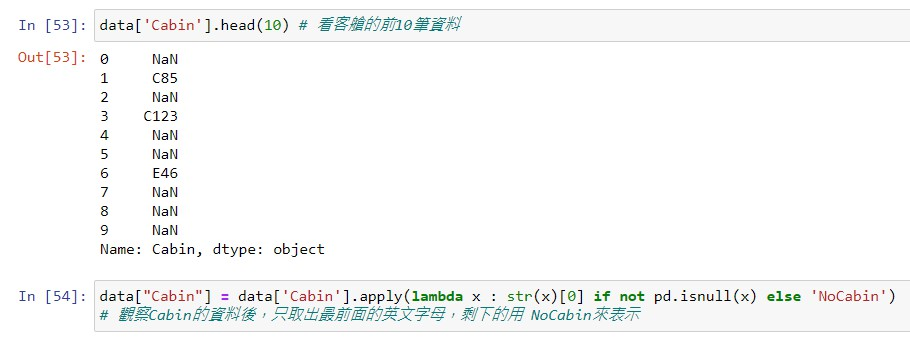 In [53]: data['Cabin'].head(10) # 看客艙的前10筆資料
Out[53]: 0 NaN
1 C85
2 NaN
3 C123
4 NaN
5 NaN
6 E46
7 NaN
8 NaN
9 NaN
Name: Cabin, dtype: object
In [54]: data["Cabin"] = data['Cabin'].apply(lambda x : str(x)[0] if not pd.isnull(x) else 'NoCabin')
# 觀察Cabin的資料後，只取出最前面的英文字母，剩下的用 NoCabin來表示